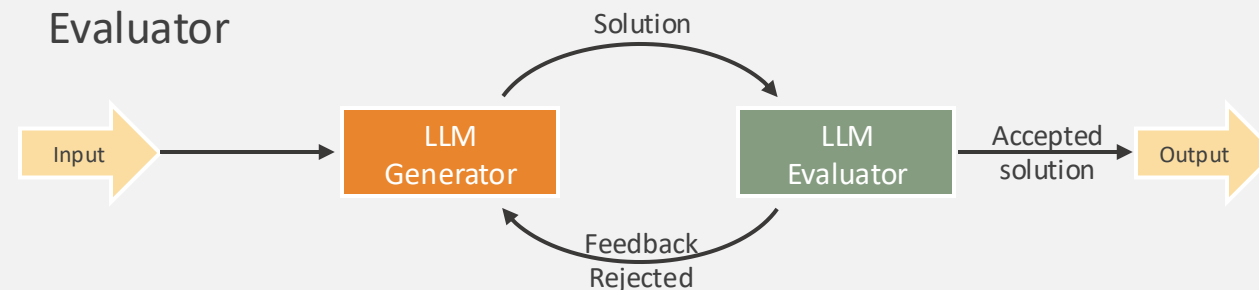 Evaluator
Solution
Input
LLM
Generator
LLM
Evaluator
Accepted
solution
Output
Feedback
Rejected